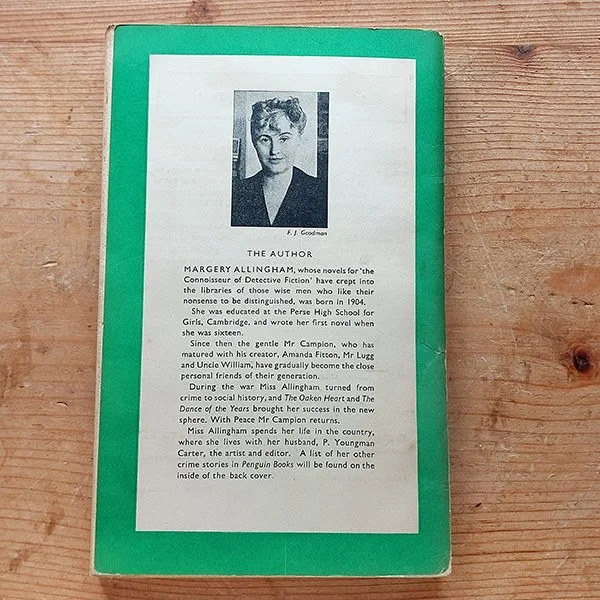 F. J. Goodman
THE AUTHOR
MARGERY ALLINGHAM, whose novels for 'the
Connoisseur of Detective Fiction' have crept into
the libraries of those wise men who like their
nonsense to be distinguished, was born in 1904.
She was educated at the Perse High School for
Girls, Cambridge, and wrote her first novel when
she was sixteen.
Since then the gentle Mr Campion, who has
matured with his creator, Amanda Fitton, Mr Lugg
and Uncle William, have gradually become the close
personal friends of their generation.
During the war Miss Allingham turned from
crime to social history, and The Oaken Heart and The
Dance of the Years brought her success in the new
sphere. With Peace Mr Campion returns.
Miss Allingham spends her life in the country,
where she lives with her husband, P. Youngman
Carter, the artist and editor. A list of her other
crime stories in Penguin Books will be found on the
inside of the back cover.